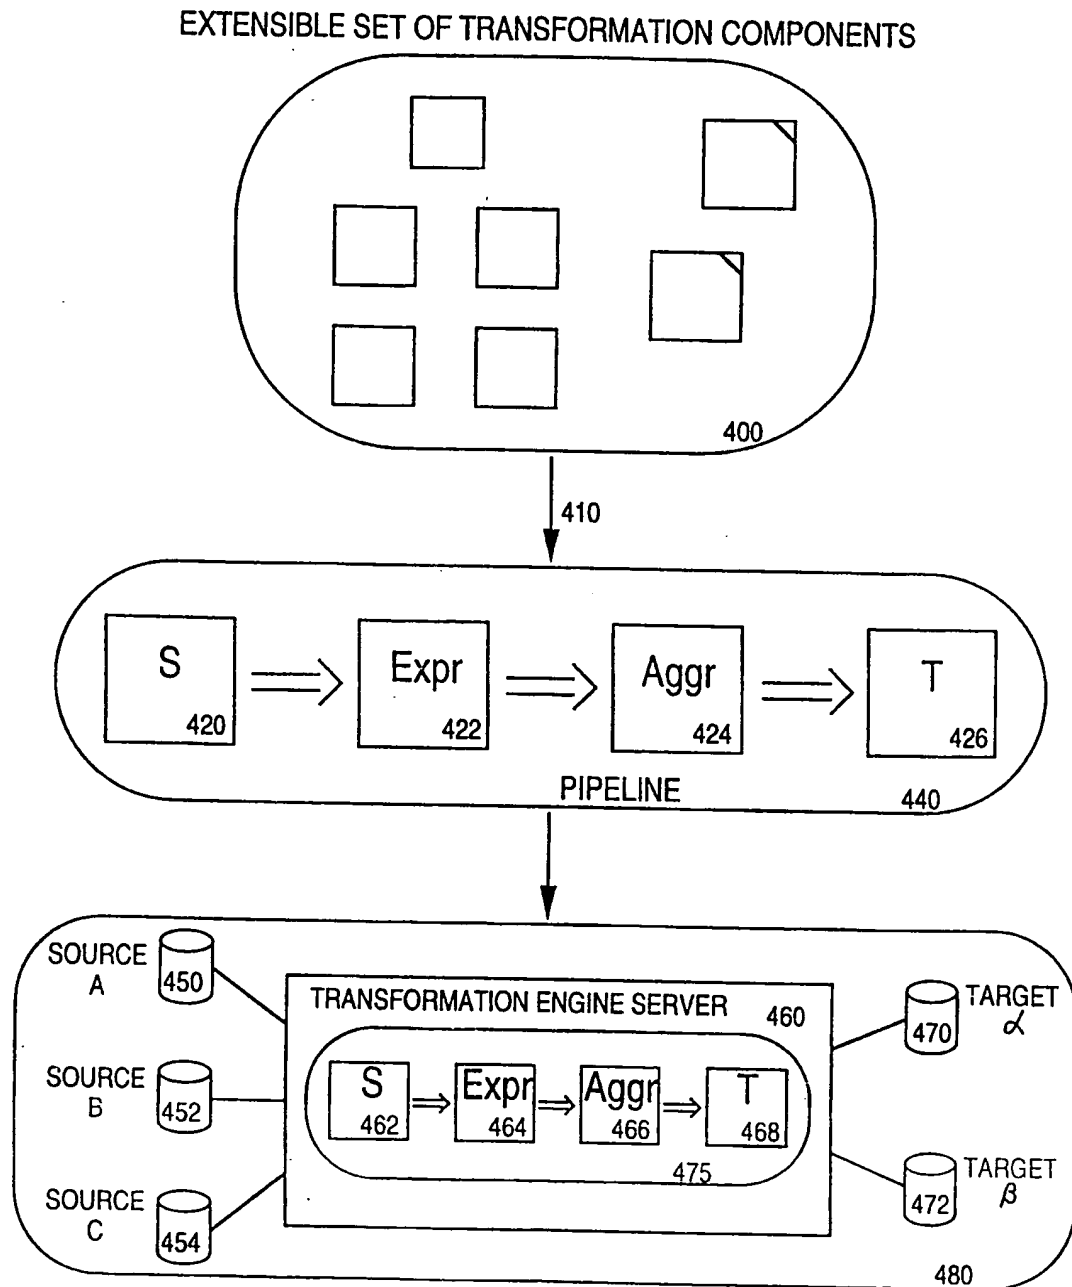 EXTENSIBLE SET OF TRANSFORMATION COMPONENTS
400
410
S
420
Expr
422
Aggr
424
T
426
PIPELINE
440
SOURCE
A
450
SOURCE
B
452
SOURCE
C
454
TRANSFORMATION ENGINE SERVER
460
S
462
Expr
464
Aggr
466
T
468
475
470
TARGET
α
472
TARGET
β
480